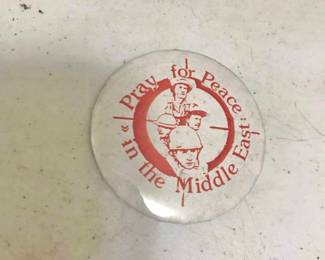 Pray for Peace
in the Middle East